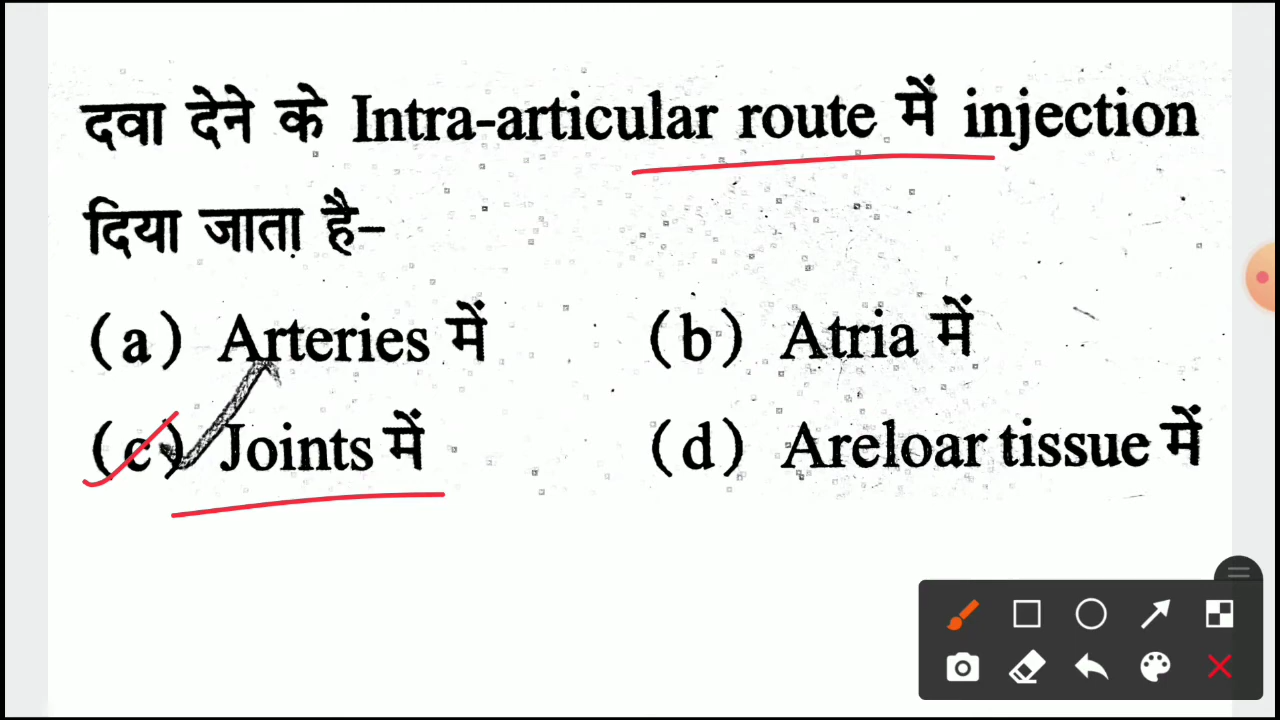 दवा देने के Intra-articular route में injection
दिया जाता है–
(a) Arteries में (b) Atria में
(c) Joints में (d) Areloar tissue में